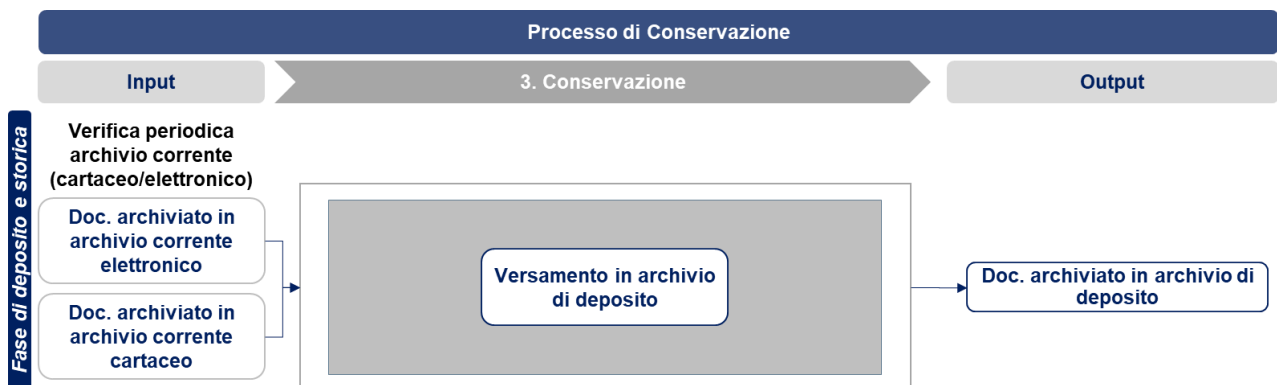 Processo di Conservazione
Input
3. Conservazione
Output
Fase di deposito e storica
Verifica periodica
archivio corrente
(cartaceo/elettronico)
Doc. archiviato in
archivio corrente
elettronico
Doc. archiviato in
archivio corrente
cartaceo
Versamento in archivio
di deposito
Doc. archiviato in archivio di
deposito